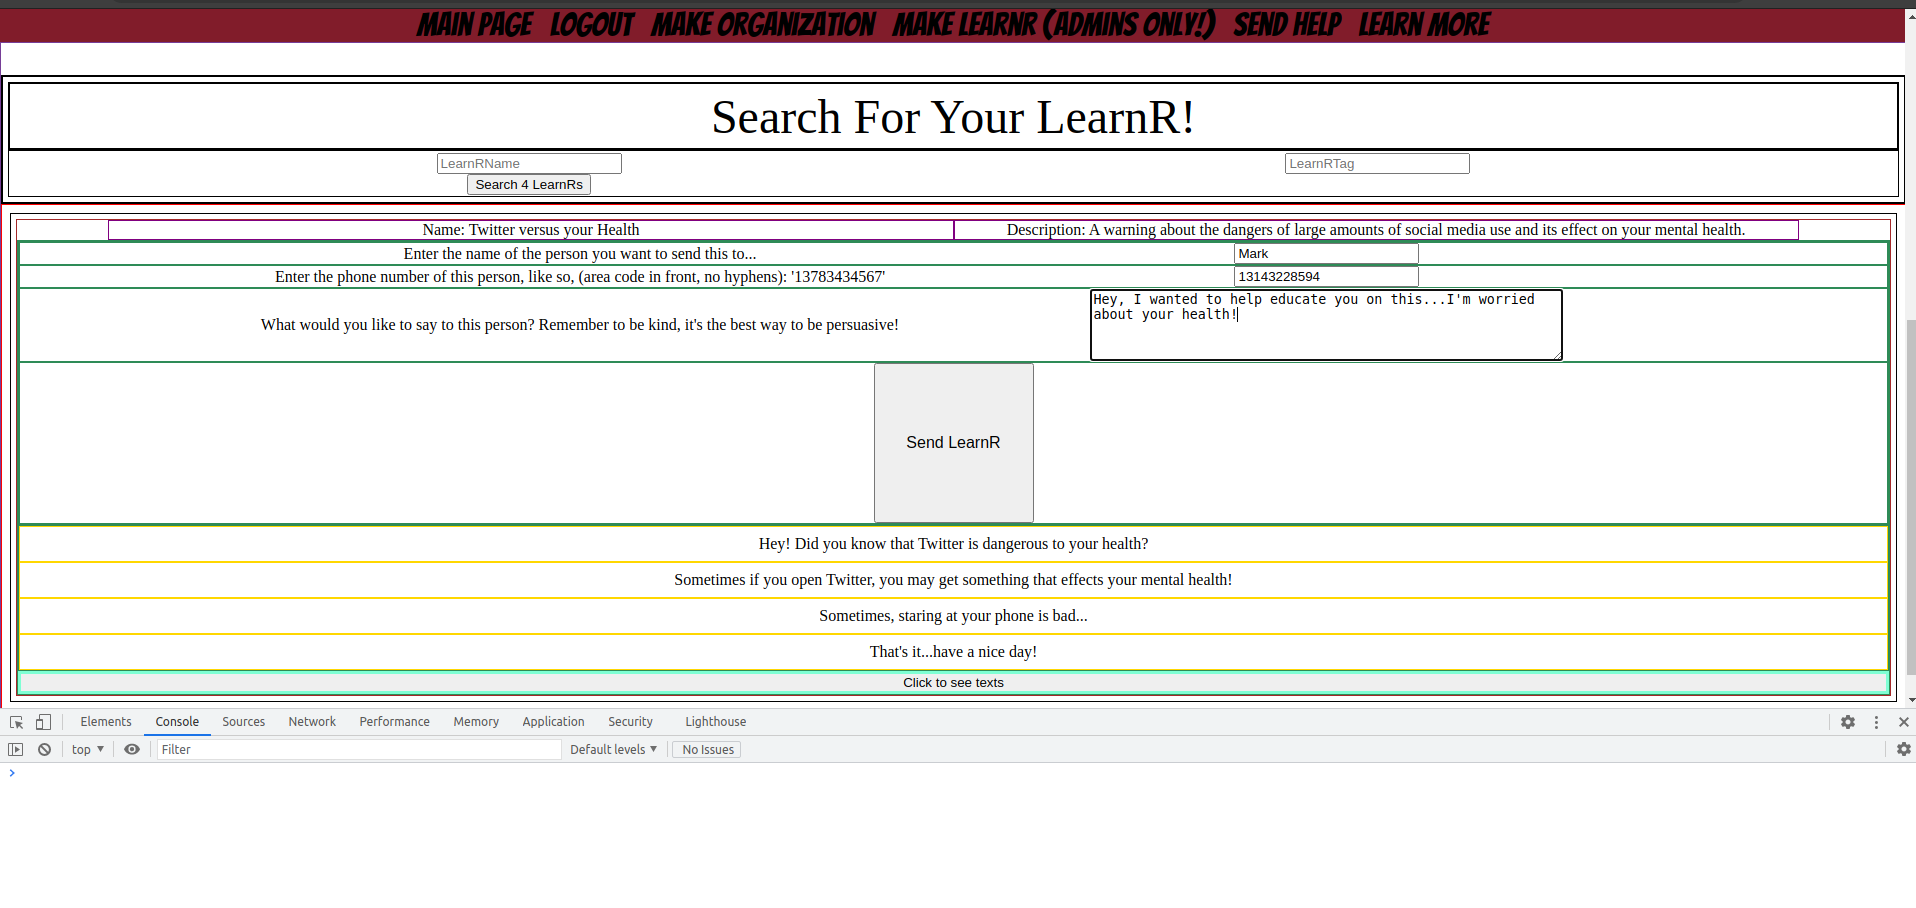 MAIN PAGE LOGOUT MAKE ORGANIZATION MAKE LEARNR (ADMINS ONLY!) SEND HELP LEARN MORE
Search For Your LearnR!
LearnRName LearnRTag
Search 4 LearnRs
Name: Twitter versus your Health Description: A warning about the dangers of large amounts of social media use and its effect on your mental health.
Enter the name of the person you want to send this to... Mark
Enter the phone number of this person, like so, (area code in front, no hyphens): '13783434567' 13143228594
What would you like to say to this person? Remember to be kind, it's the best way to be persuasive!
Hey, I wanted to help educate you on this...I'm worried
about your health!
Send LearnR
Hey! Did you know that Twitter is dangerous to your health?
Sometimes if you open Twitter, you may get something that effects your mental health!
Sometimes, staring at your phone is bad...
That's it...have a nice day!
Click to see texts
Elements Console Sources Network Performance Memory Application Security Lighthouse
top Filter Default levels No Issues